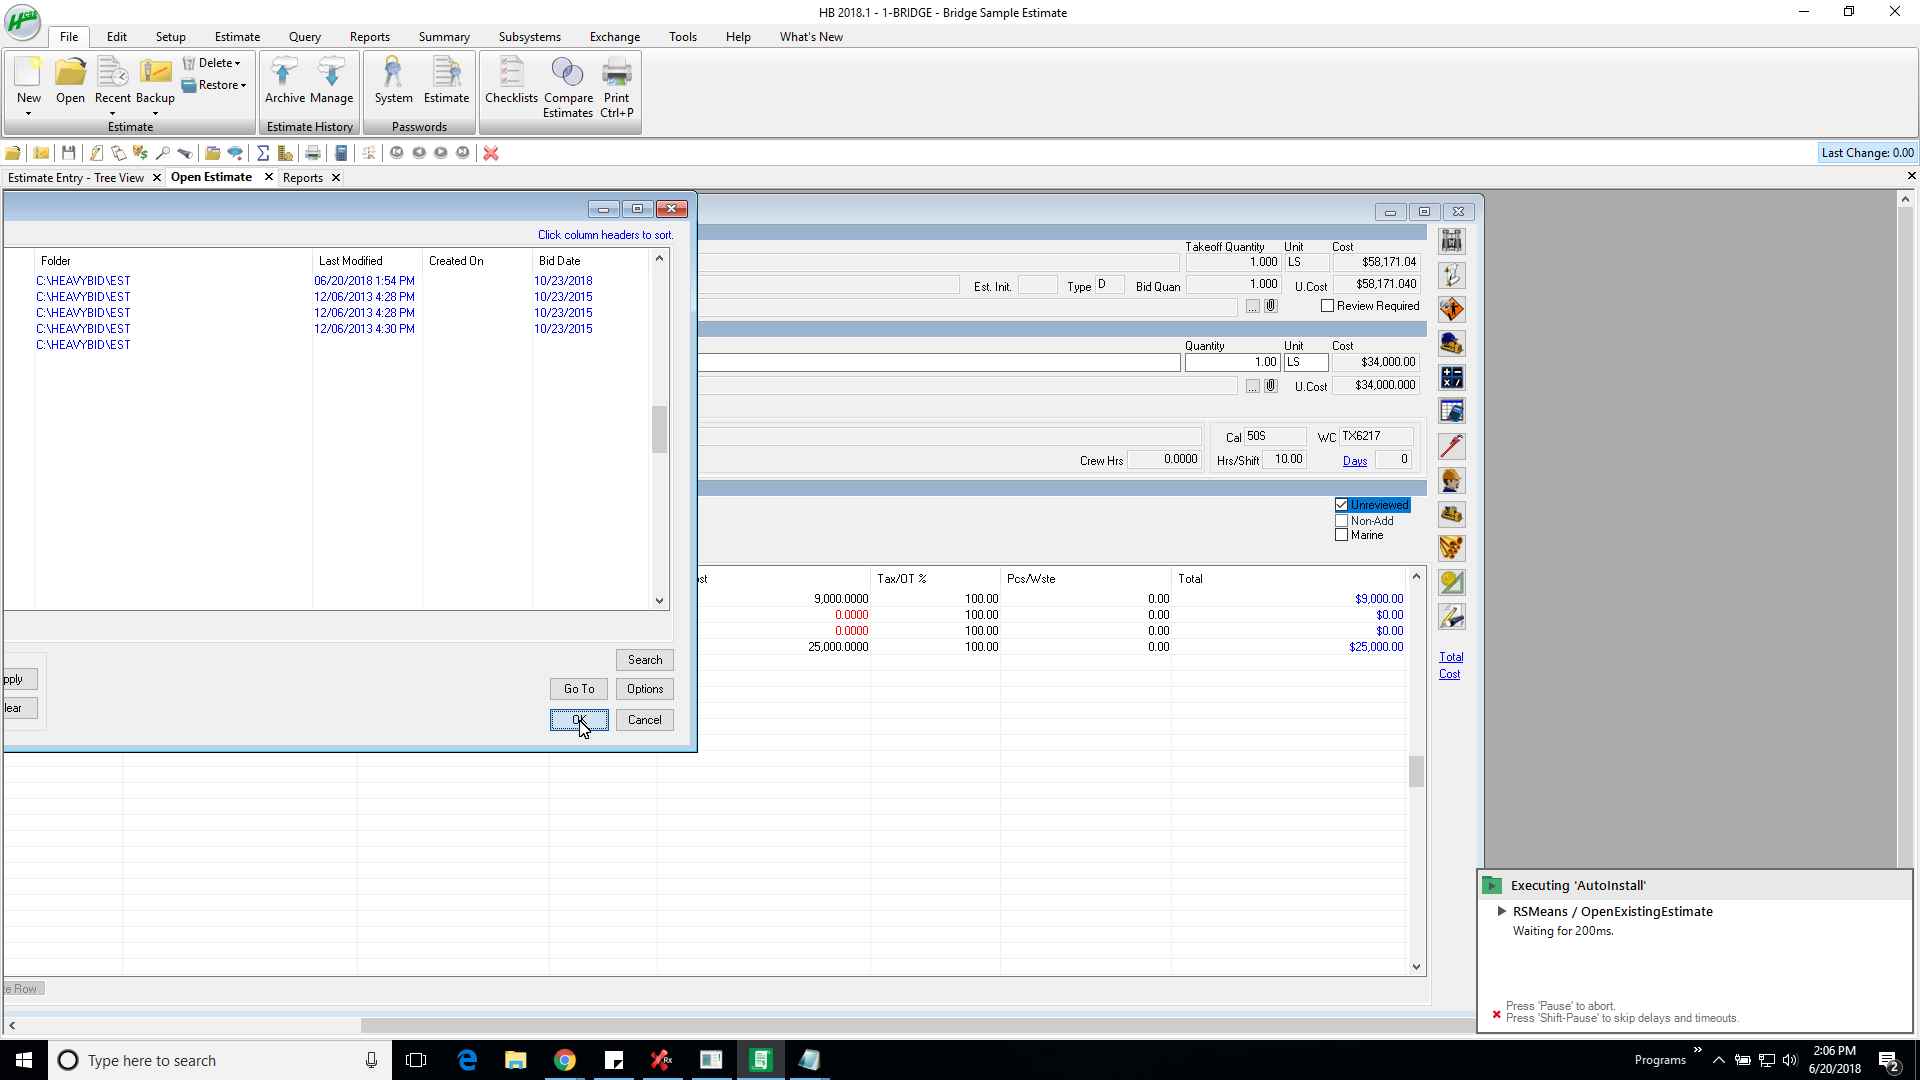 HB 2018.1 - 1-BRIDGE - Bridge Sample Estimate
File Edit Setup Estimate Query Reports Summary Subsystems Exchange Tools Help What's New
New Open Recent Backup Delete Restore
Estimate
Archive Manage
Estimate History
System Estimate
Passwords
Checklists Compare Estimates Print Ctrl+P
Last Change: 0.00
Estimate Entry - Tree View Open Estimate Reports
Click column headers to sort.
Folder Last Modified Created On Bid Date
C:\HEAVYBID\EST 06/20/2018 1:54 PM 10/23/2018
C:\HEAVYBID\EST 12/06/2013 4:28 PM 10/23/2015
C:\HEAVYBID\EST 12/06/2013 4:28 PM 10/23/2015
C:\HEAVYBID\EST 12/06/2013 4:30 PM 10/23/2015
C:\HEAVYBID\EST
Search
pply Go To Options
lear OK Cancel
Takeoff Quantity Unit Cost
1.000 LS $58,171.04
Est. Init. Type D Bid Quan 1.000 U.Cost $58,171.040
... Review Required
Quantity Unit Cost
1.00 LS $34,000.00
... U.Cost $34,000.000
Cal 50S WC TX6217
Crew Hrs 0.0000 Hrs/Shift 10.00 Days 0
Unreviewed
Non-Add
Marine
ost Tax/OT % Pcs/Wste Total
9,000.0000 100.00 0.00 $9,000.00
0.0000 100.00 0.00 $0.00
0.0000 100.00 0.00 $0.00
25,000.0000 100.00 0.00 $25,000.00
Total
Cost
te Row
Executing 'AutoInstall'
RSMeans / OpenExistingEstimate
Waiting for 200ms.
Press 'Pause' to abort.
Press 'Shift-Pause' to skip delays and timeouts.
Type here to search
Programs
2:06 PM
6/20/2018
2